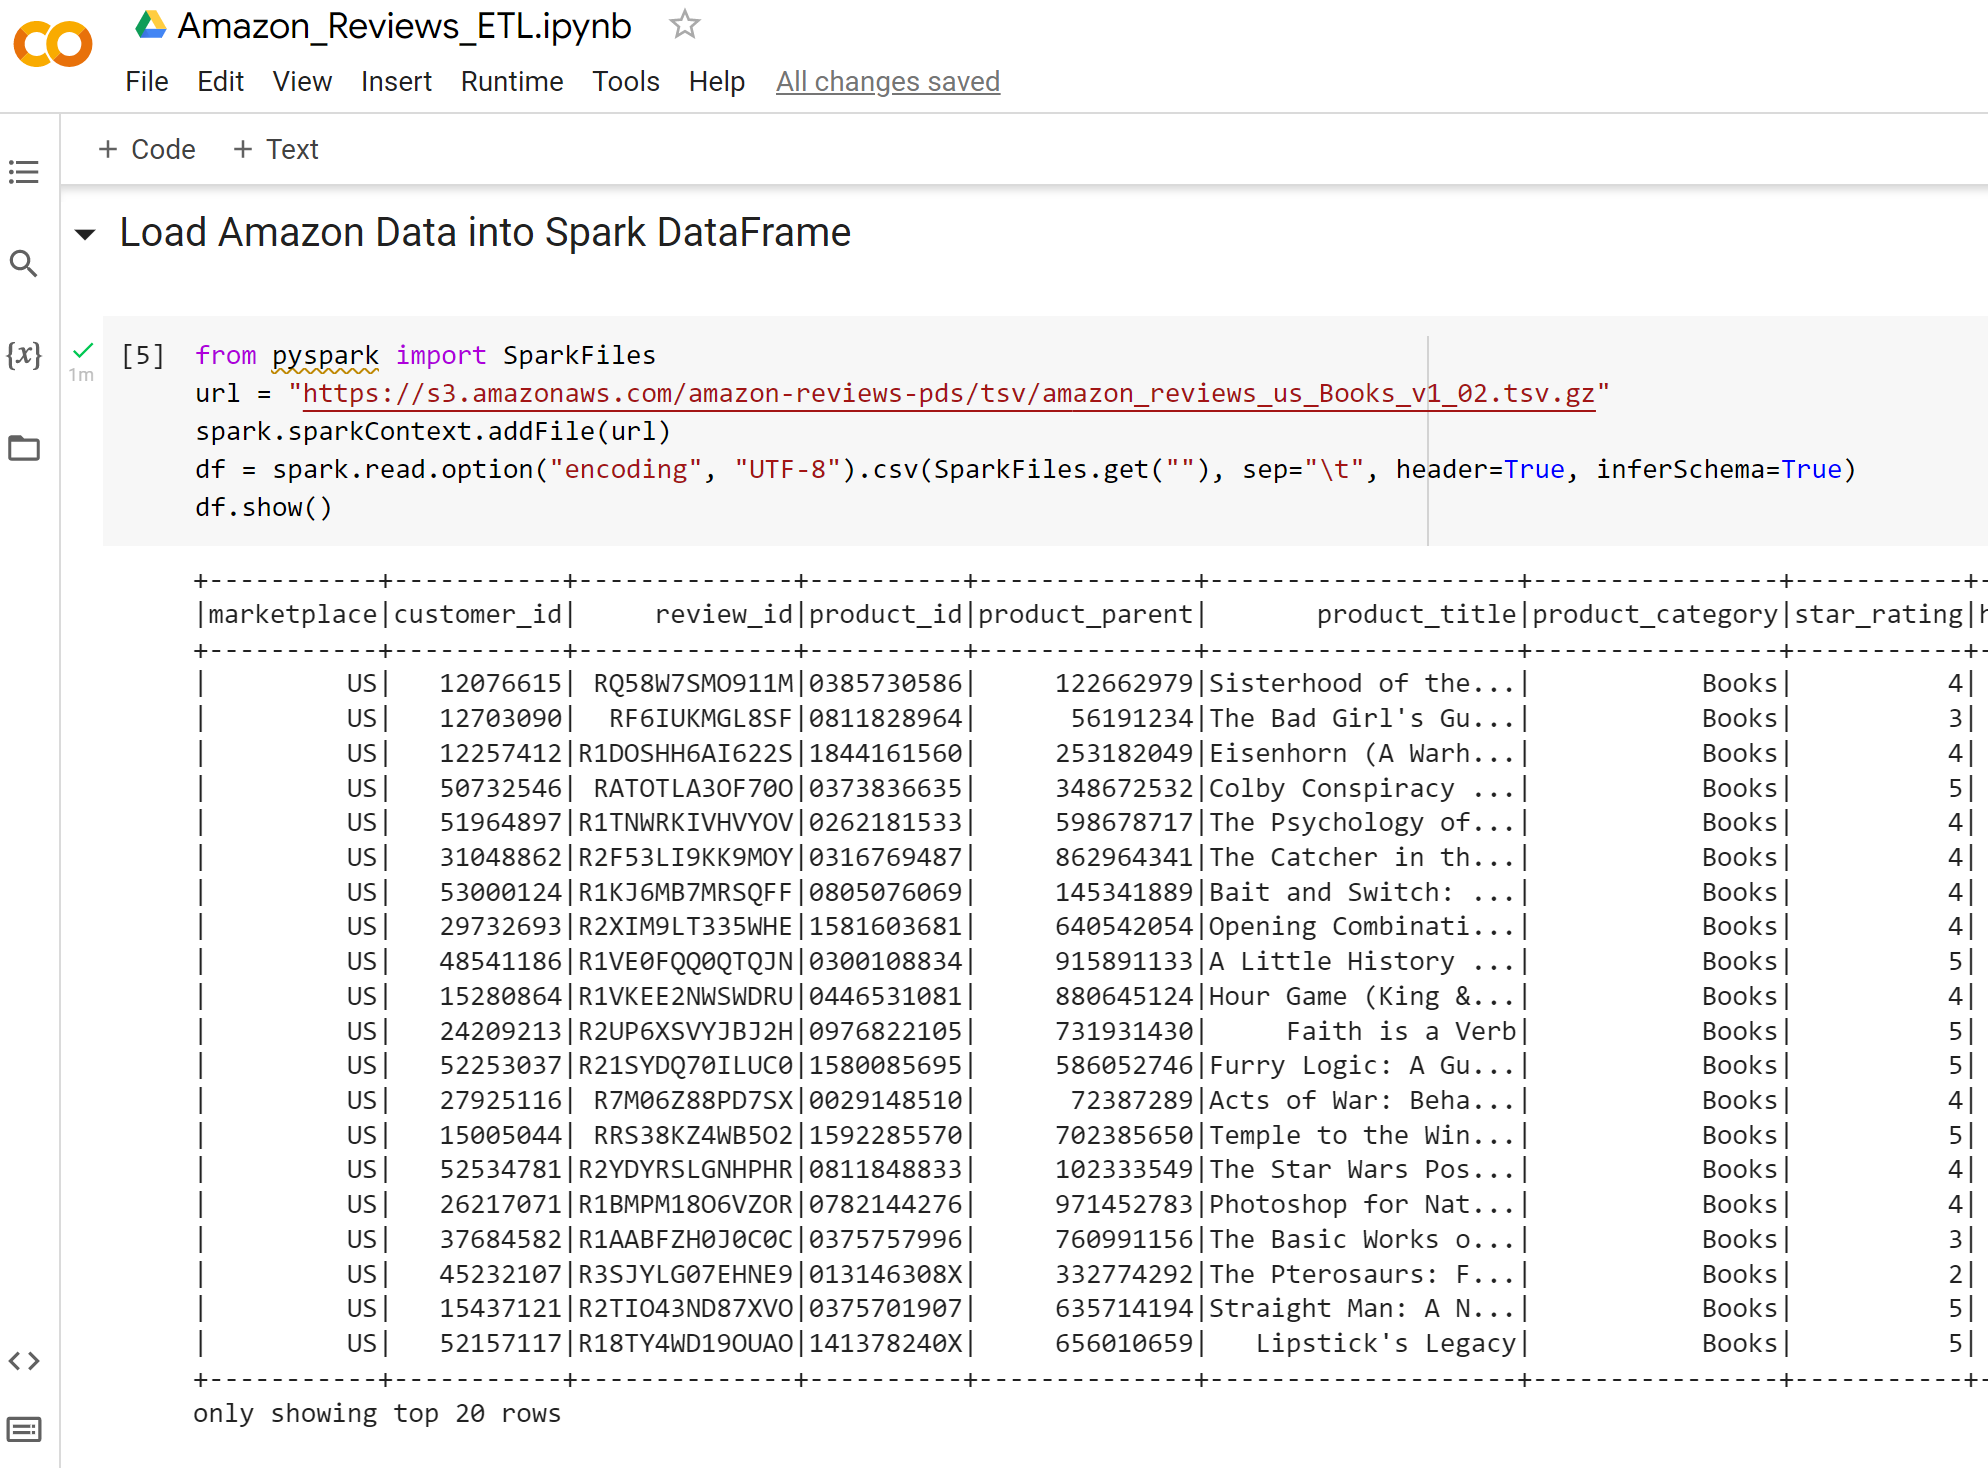 Amazon_Reviews_ETL.ipynb
File Edit View Insert Runtime Tools Help All changes saved
+ Code + Text
Load Amazon Data into Spark DataFrame
{x}
1m
[5] from pyspark import SparkFiles
url = "https://s3.amazonaws.com/amazon-reviews-pds/tsv/amazon_reviews_us_Books_v1_02.tsv.gz"
spark.sparkContext.addFile(url)
df = spark.read.option("encoding", "UTF-8").csv(SparkFiles.get(""), sep="\t", header=True, inferSchema=True)
df.show()
+-----------+-----------+--------------+----------+--------------+--------------------+----------------+-----------+-
|marketplace|customer_id|     review_id|product_id|product_parent|       product_title|product_category|star_rating|h
+-----------+-----------+--------------+----------+--------------+--------------------+----------------+-----------+-
|         US|   12076615| RQ58W7SMO911M|0385730586|     122662979|Sisterhood of the...|           Books|          4|
|         US|   12703090|  RF6IUKMGL8SF|0811828964|      56191234|The Bad Girl's Gu...|           Books|          3|
|         US|   12257412|R1DOSHH6AI622S|1844161560|     253182049|Eisenhorn (A Warh...|           Books|          4|
|         US|   50732546| RATOTLA3OF70O|0373836635|     348672532|Colby Conspiracy ...|           Books|          5|
|         US|   51964897|R1TNWRKIVHVYOV|0262181533|     598678717|The Psychology of...|           Books|          4|
|         US|   31048862|R2F53LI9KK9MOY|0316769487|     862964341|The Catcher in th...|           Books|          4|
|         US|   53000124|R1KJ6MB7MRSQFF|0805076069|     145341889|Bait and Switch: ...|           Books|          4|
|         US|   29732693|R2XIM9LT335WHE|1581603681|     640542054|Opening Combinati...|           Books|          4|
|         US|   48541186|R1VE0FQQ0QTQJN|0300108834|     915891133|A Little History ...|           Books|          5|
|         US|   15280864|R1VKEE2NWSWDRU|0446531081|     880645124|Hour Game (King &...|           Books|          4|
|         US|   24209213|R2UP6XSVYJBJ2H|0976822105|     731931430|     Faith is a Verb|           Books|          5|
|         US|   52253037|R21SYDQ70ILUC0|1580085695|     586052746|Furry Logic: A Gu...|           Books|          5|
|         US|   27925116| R7M06Z88PD7SX|0029148510|      72387289|Acts of War: Beha...|           Books|          4|
|         US|   15005044| RRS38KZ4WB5O2|1592285570|     702385650|Temple to the Win...|           Books|          5|
|         US|   52534781|R2YDYRSLGNHPHR|0811848833|     102333549|The Star Wars Pos...|           Books|          4|
|         US|   26217071|R1BMPM18O6VZOR|0782144276|     971452783|Photoshop for Nat...|           Books|          4|
|         US|   37684582|R1AABFZH0J0C0C|0375757996|     760991156|The Basic Works o...|           Books|          3|
|         US|   45232107|R3SJYLG07EHNE9|013146308X|     332774292|The Pterosaurs: F...|           Books|          2|
|         US|   15437121|R2TIO43ND87XVO|0375701907|     635714194|Straight Man: A N...|           Books|          5|
|         US|   52157117|R18TY4WD19OUAO|141378240X|     656010659|   Lipstick's Legacy|           Books|          5|
+-----------+-----------+--------------+----------+--------------+--------------------+----------------+-----------+-
only showing top 20 rows